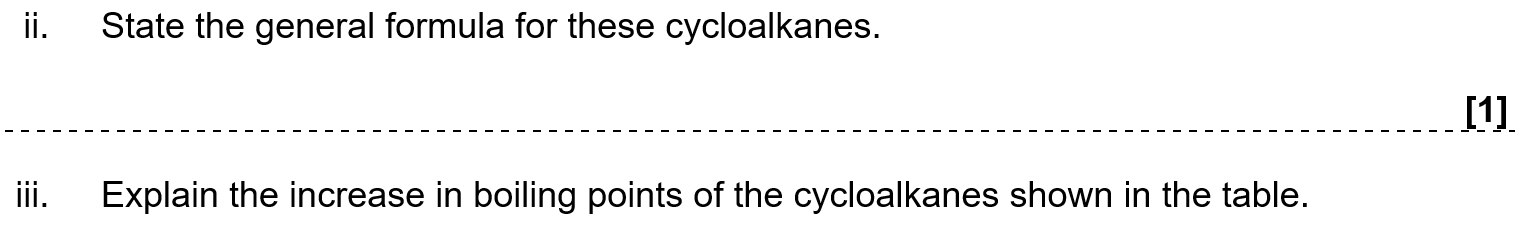 ii. State the general formula for these cycloalkanes.
[1]
iii. Explain the increase in boiling points of the cycloalkanes shown in the table.